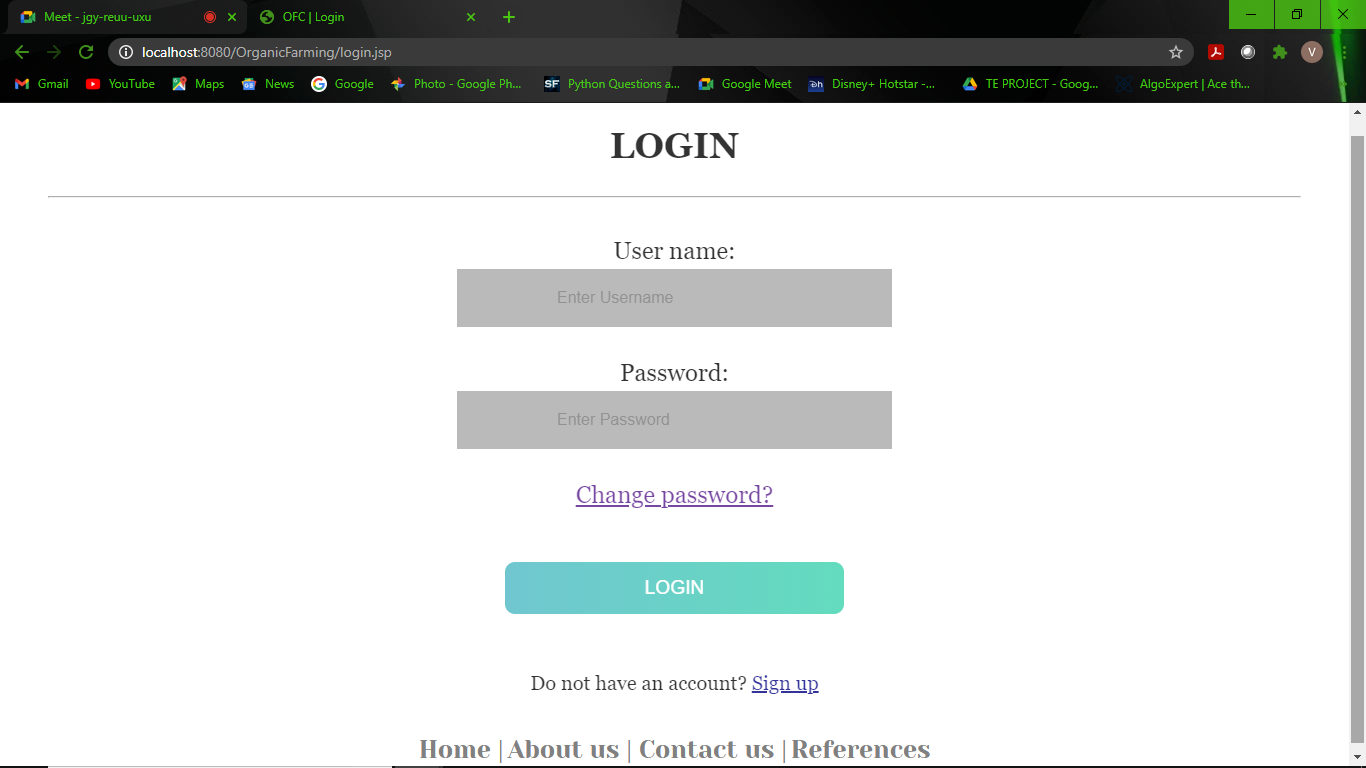 Meet - jgy-reuu-uxu OFC | Login
localhost:8080/OrganicFarming/login.jsp V
Gmail YouTube Maps News Google Photo - Google Ph... SF Python Questions a... Google Meet Disney+ Hotstar -... TE PROJECT - Goog... AlgoExpert | Ace th...
LOGIN
User name:
Enter Username
Password:
Enter Password
Change password?
LOGIN
Do not have an account? Sign up
Home | About us | Contact us | References